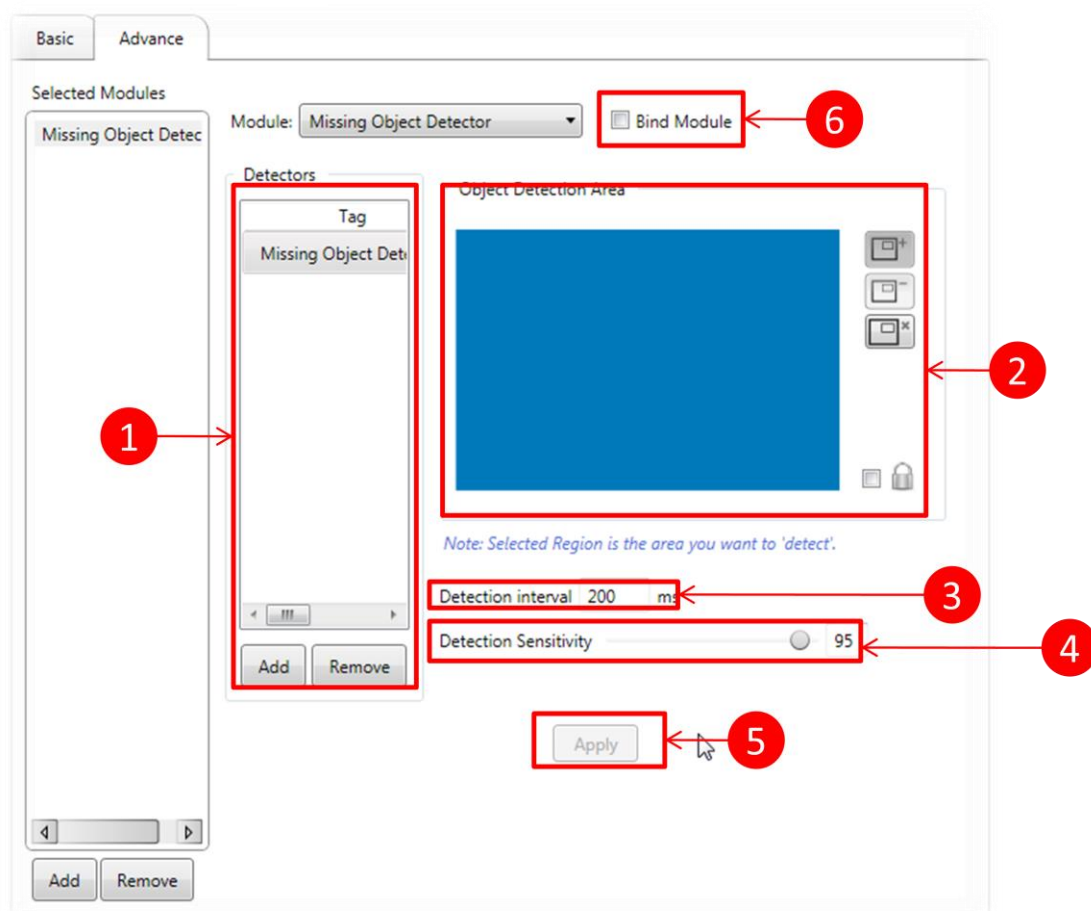 Basic Advance
Selected Modules
Missing Object Detec
Module: Missing Object Detector
Bind Module
6
Detectors
Tag
Missing Object Det
Add Remove
1
Object Detection Area
2
Note: Selected Region is the area you want to 'detect'.
Detection interval 200 ms
3
Detection Sensitivity 95
4
Apply
5
Add Remove